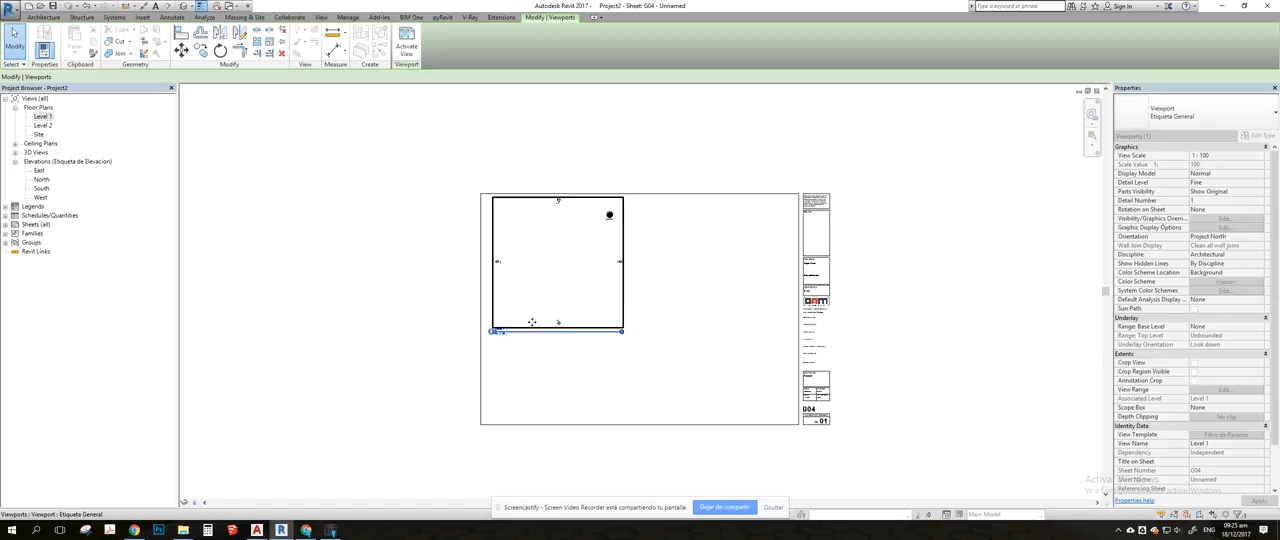 Autodesk Revit 2017 - Project2 - Sheet: G04 - Unnamed
Type a keyword or phrase
Sign In
Architecture Structure Systems Insert Annotate Analyze Massing & Site Collaborate View Manage Add-Ins BIM One pyRevit Key-In Extensions Modify | Viewports
Modify
Properties
Paste
Cope
Cut
Join
Activate
View
Select Properties Clipboard Geometry Modify View Measure Create Viewport
Modify | Viewports
Project Browser - Project2
Views (all)
Floor Plans
Level 1
Level 2
Site
Ceiling Plans
3D Views
Elevations (Etiqueta de Elevacion)
East
North
South
West
Legends
Schedules/Quantities
Sheets (all)
Families
Groups
Revit Links
G04
01
Properties
Viewport
Etiqueta General
Viewports (1)
Edit Type
Graphics
View Scale 1 : 100
Scale Value 1: 100
Display Model Normal
Detail Level Fine
Parts Visibility Show Original
Detail Number 1
Rotation on Sheet None
Visibility/Graphics Overri... Edit...
Graphic Display Options Edit...
Orientation Project North
Wall Join Display Clean all wall joins
Discipline Architectural
Show Hidden Lines By Discipline
Color Scheme Location Background
Color Scheme <none>
System Color Schemes Edit...
Default Analysis Display ... None
Sun Path
Underlay
Range: Base Level None
Range: Top Level Unbounded
Underlay Orientation Look down
Extents
Crop View
Crop Region Visible
Annotation Crop
View Range Edit...
Associated Level Level 1
Scope Box None
Depth Clipping No clip
Identity Data
View Template
View Name Level 1
Dependency Independent
Title on Sheet
Sheet Number G04
Sheet Name Unnamed
Referencing Sheet
Properties help
Apply
Screencastify - Screen Video Recorder está compartiendo tu pantalla.
Dejar de compartir
Ocultar
Viewports : Viewport : Etiqueta General
Main Model
ENG
09:25 am
18/12/2017